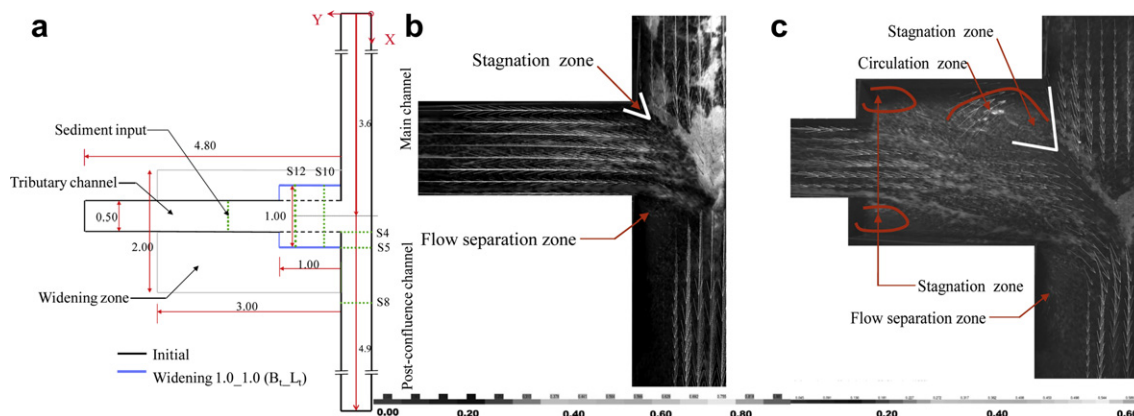 a
Y
X
3.6
Sediment input
4.80
Tributary channel
S12
S10
0.50
1.00
S4
S5
2.00
1.00
S8
Widening zone
3.00
4.9
Initial
Widening 1.0_1.0 (Bₜ_Lₜ)
Main channel
Post-confluence channel
b
Stagnation zone
Flow separation zone
0.00
0.20
0.40
0.60
0.80
c
Stagnation zone
Circulation zone
Stagnation zone
Flow separation zone
0.20
0.40